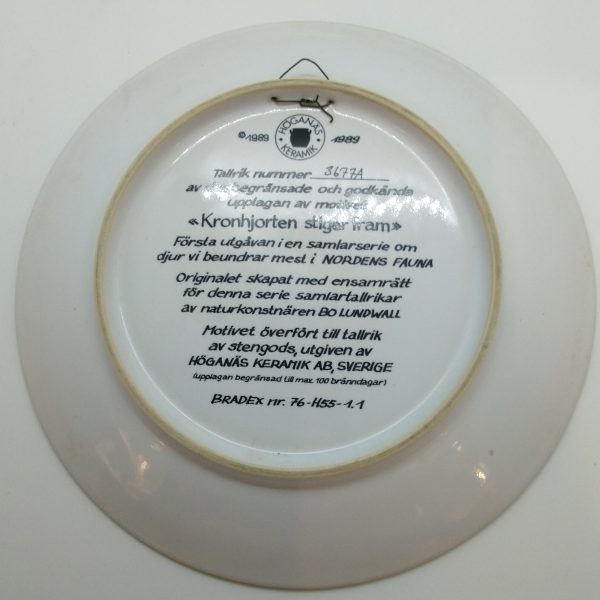 ©1989 HÖGANÄS KERAMIK 1989
Tallrik nummer 3677A
av begränsade och godkända
upplagan av motivet
«Kronhjorten stiger fram»
Första utgåvan i en samlarserie om
djur vi beundrar mest i NORDENS FAUNA
Originalet skapat med ensamrätt
för denna serie samlartallrikar
av naturkonstnären BO LUNDWALL
Motivet överfört till tallrik
av stengods, utgiven av
HÖGANÄS KERAMIK AB, SVERIGE
(upplagan begränsad till max. 100 bränndagar)
BRADEX nr. 76-H55-1.1